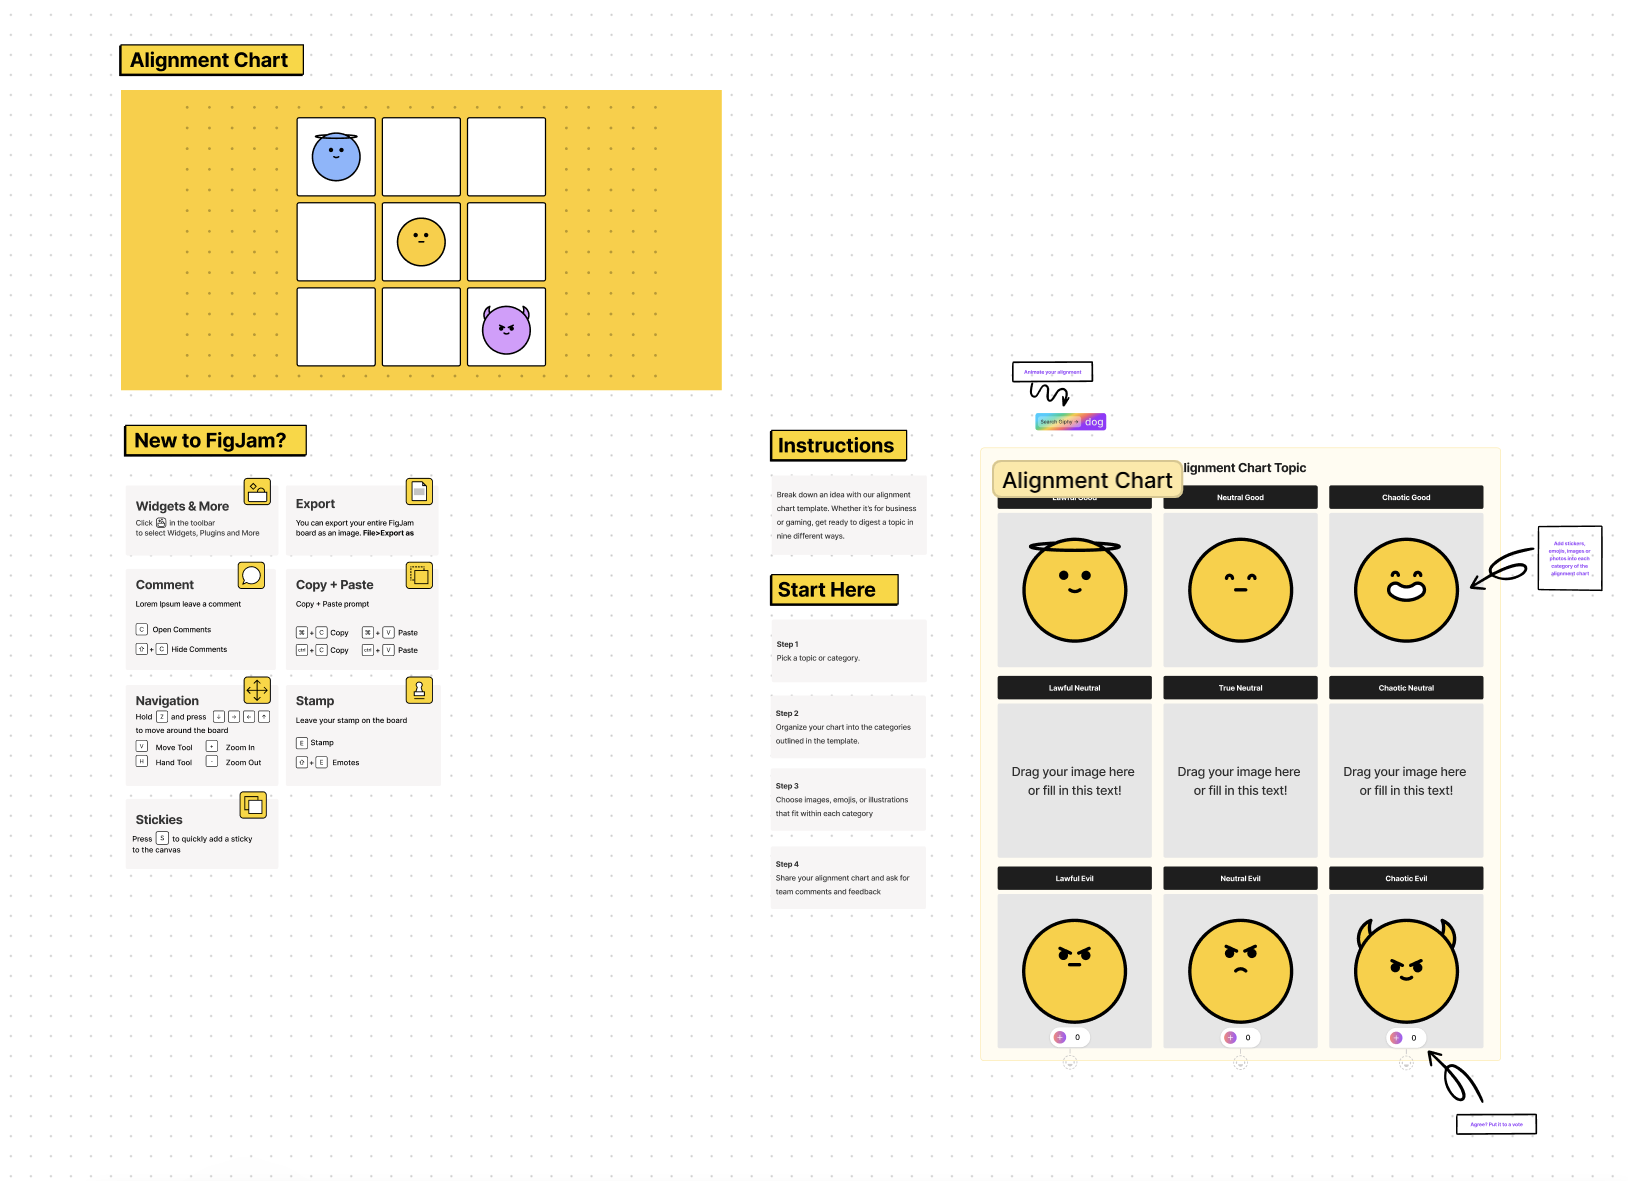 Alignment Chart
New to FigJam?
Widgets & More
Click in the toolbar
to select Widgets, Plugins and More
Export
You can export your entire FigJam
board as an image. File>Export as
Comment
Lorem Ipsum leave a comment
C Open Comments
⇧ + C Hide Comments
Copy + Paste
Copy + Paste prompt
⌘ + C Copy ⌘ + V Paste
ctrl + C Copy ctrl + V Paste
Navigation
Hold Z and press ↓ → ← ↑
to move around the board
V Move Tool + Zoom In
H Hand Tool - Zoom Out
Stamp
Leave your stamp on the board
E Stamp
⇧ + E Emotes
Stickies
Press S to quickly add a sticky
to the canvas
Instructions
Break down an idea with our alignment
chart template. Whether it's for business
or gaming, get ready to digest a topic in
nine different ways.
Start Here
Step 1
Pick a topic or category.
Step 2
Organize your chart into the categories
outlined in the template.
Step 3
Choose images, emojis, or illustrations
that fit within each category
Step 4
Share your alignment chart and ask for
team comments and feedback
Animate your alignment
Search Giphy → dog
Alignment Chart
lignment Chart Topic
Lawful Good
Neutral Good
Chaotic Good
Add stickers,
emojis, images or
photos into each
category of the
alignment chart
Lawful Neutral
True Neutral
Chaotic Neutral
Drag your image here
or fill in this text!
Drag your image here
or fill in this text!
Drag your image here
or fill in this text!
Lawful Evil
Neutral Evil
Chaotic Evil
+ 0
+ 0
+ 0
Agree? Put it to a vote